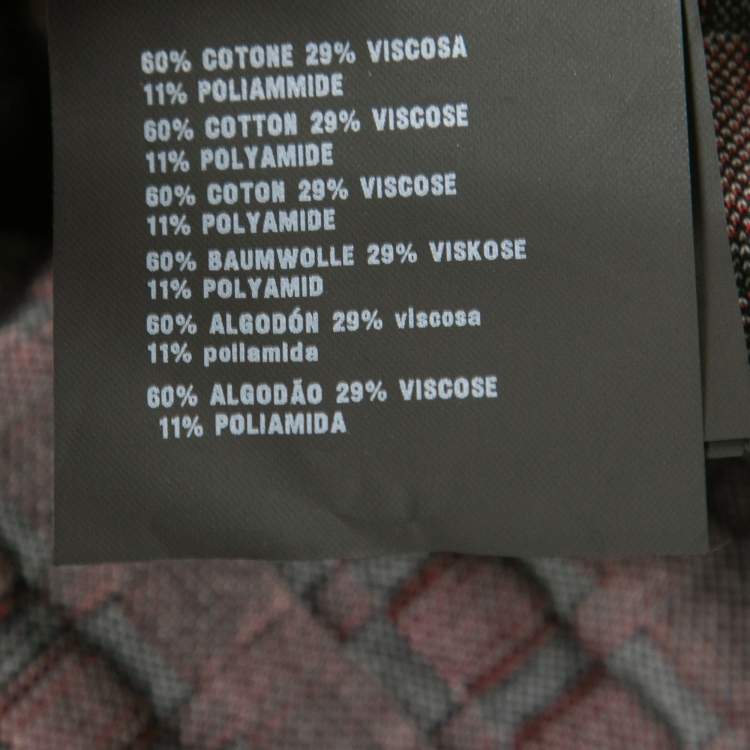 60% COTONE 29% VISCOSA
11% POLIAMMIDE
60% COTTON 29% VISCOSE
11% POLYAMIDE
60% COTON 29% VISCOSE
11% POLYAMIDE
60% BAUMWOLLE 29% VISKOSE
11% POLYAMID
60% ALGODÓN 29% viscosa
11% poliamida
60% ALGODÃO 29% VISCOSE
11% POLIAMIDA